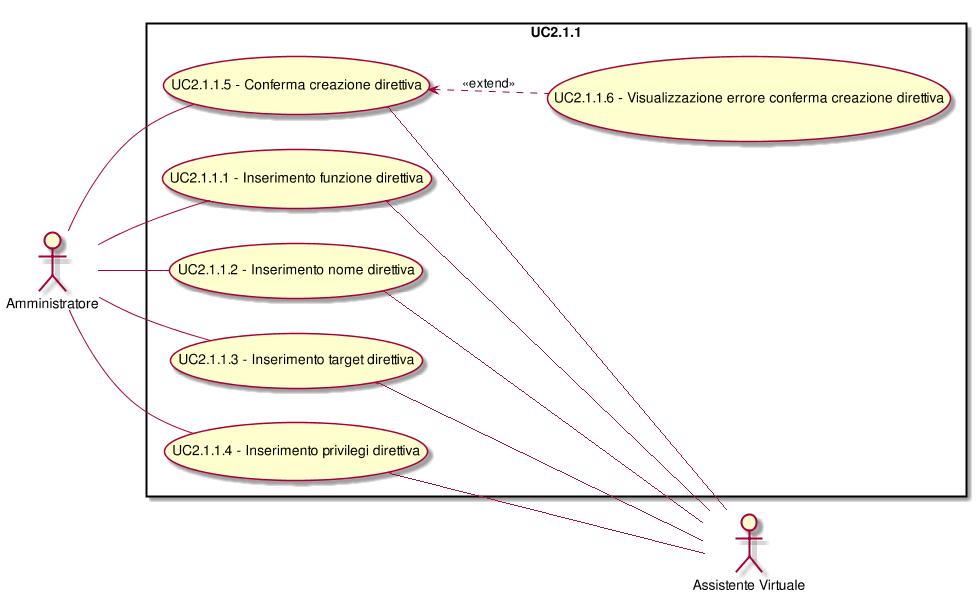 UC2.1.1
UC2.1.1.5 - Conferma creazione direttiva
«extend»
UC2.1.1.6 - Visualizzazione errore conferma creazione direttiva
UC2.1.1.1 - Inserimento funzione direttiva
UC2.1.1.2 - Inserimento nome direttiva
Amministratore
UC2.1.1.3 - Inserimento target direttiva
UC2.1.1.4 - Inserimento privilegi direttiva
Assistente Virtuale